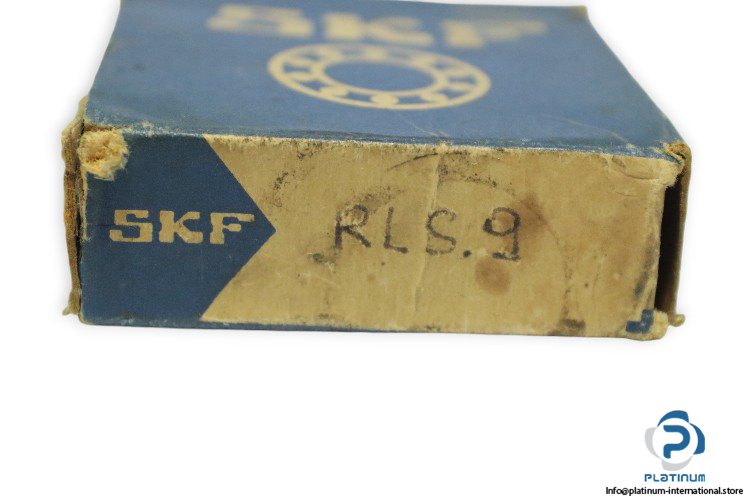 SKF
SKF
RLS.9
PLATINUM
Info@platinum-international.store